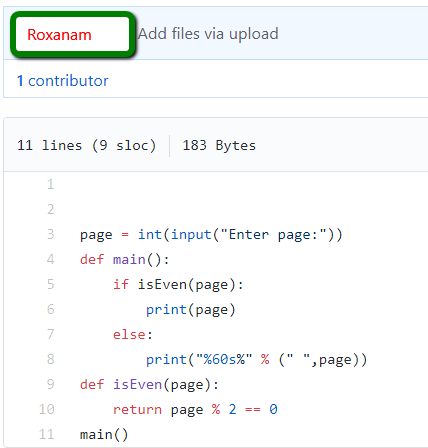 Roxanam Add files via upload
1 contributor
11 lines (9 sloc) 183 Bytes
1
2
3 page = int(input("Enter page:"))
4 def main():
5     if isEven(page):
6         print(page)
7     else:
8         print("%60s%" % (" ",page))
9 def isEven(page):
10     return page % 2 == 0
11 main()